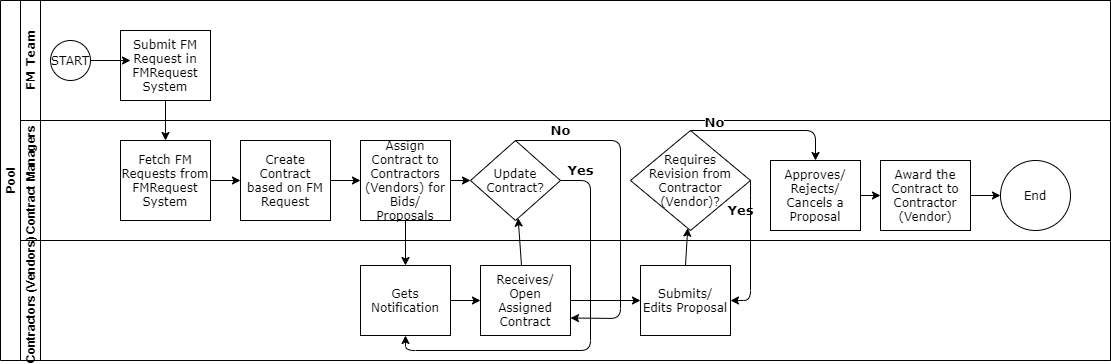 Pool
FM Team
START
Submit FM
Request in
FMRequest
System
Contract Managers
Fetch FM
Requests from
FMRequest
System
Create
Contract
based on FM
Request
Assign
Contract to
Contractors
(Vendors) for
Bids/
Proposals
Update
Contract?
No
Yes
Requires
Revision from
Contractor
(Vendor)?
No
Yes
Approves/
Rejects/
Cancels a
Proposal
Award the
Contract to
Contractor
(Vendor)
End
Contractors (Vendors)
Gets
Notification
Receives/
Open
Assigned
Contract
Submits/
Edits Proposal